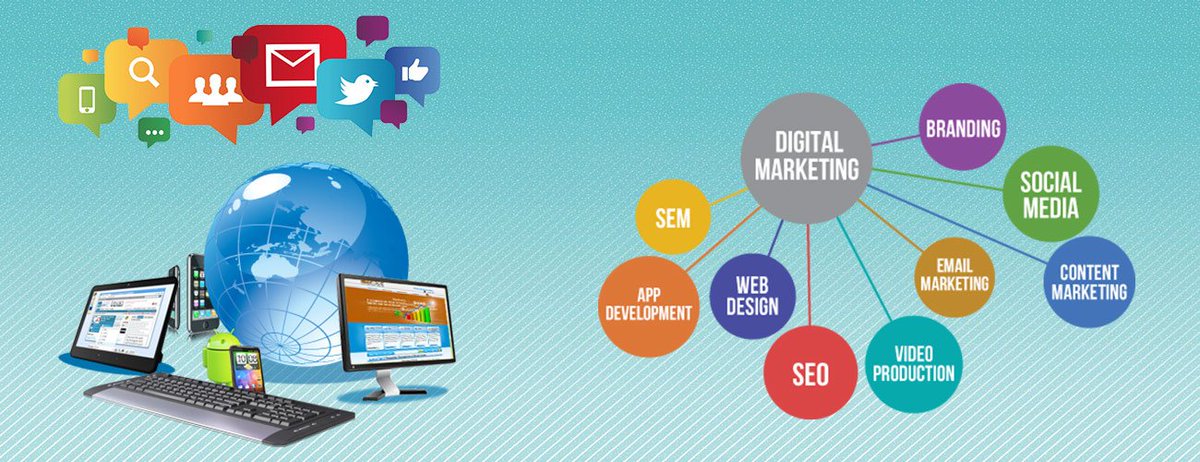 DIGITAL
MARKETING
BRANDING
SOCIAL
MEDIA
CONTENT
MARKETING
EMAIL
MARKETING
VIDEO
PRODUCTION
SEO
WEB
DESIGN
APP
DEVELOPMENT
SEM